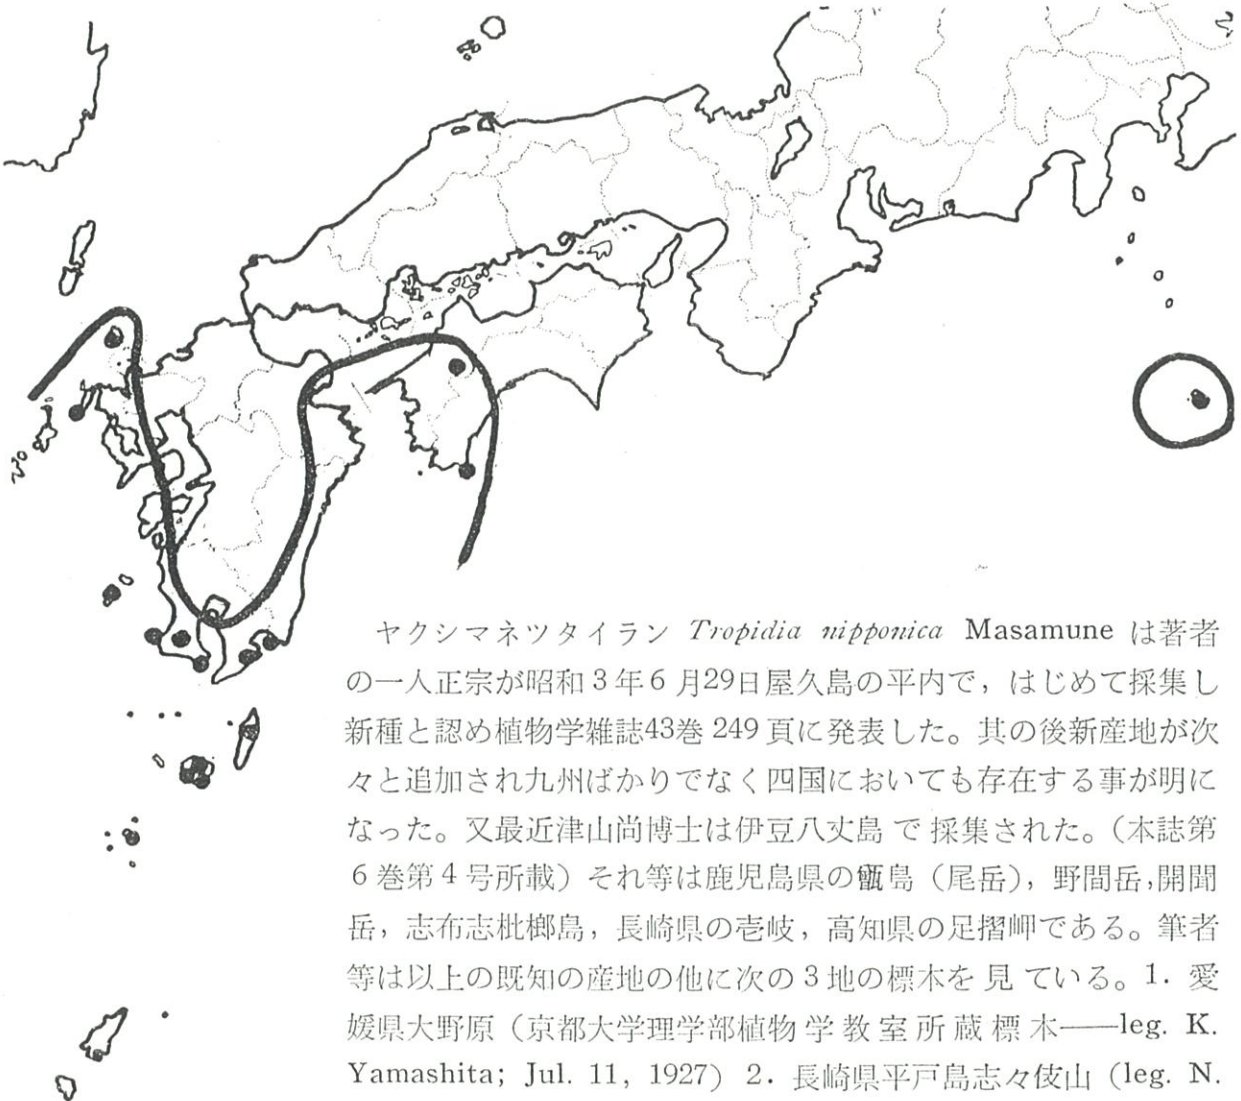 ヤクシマネツタイラン Tropidia nipponica Masamune は著者
の一人正宗が昭和3年6月29日屋久島の平内で，はじめて採集し
新種と認め植物学雑誌43巻 249 頁に発表した。其の後新産地が次
々と追加され九州ばかりでなく四国においても存在する事が明に
なった。又最近津山尚博士は伊豆八丈島で採集された。（本誌第
6巻第4号所載）それ等は鹿児島県の甑島（尾岳），野間岳，開聞
岳，志布志枇榔島，長崎県の壱岐，高知県の足摺岬である。筆者
等は以上の既知の産地の他に次の3地の標本を見ている。1. 愛
媛県大野原（京都大学理学部植物学教室所蔵標本——leg. K.
Yamashita; Jul. 11, 1927) 2. 長崎県平戸島志々伎山 (leg. N.